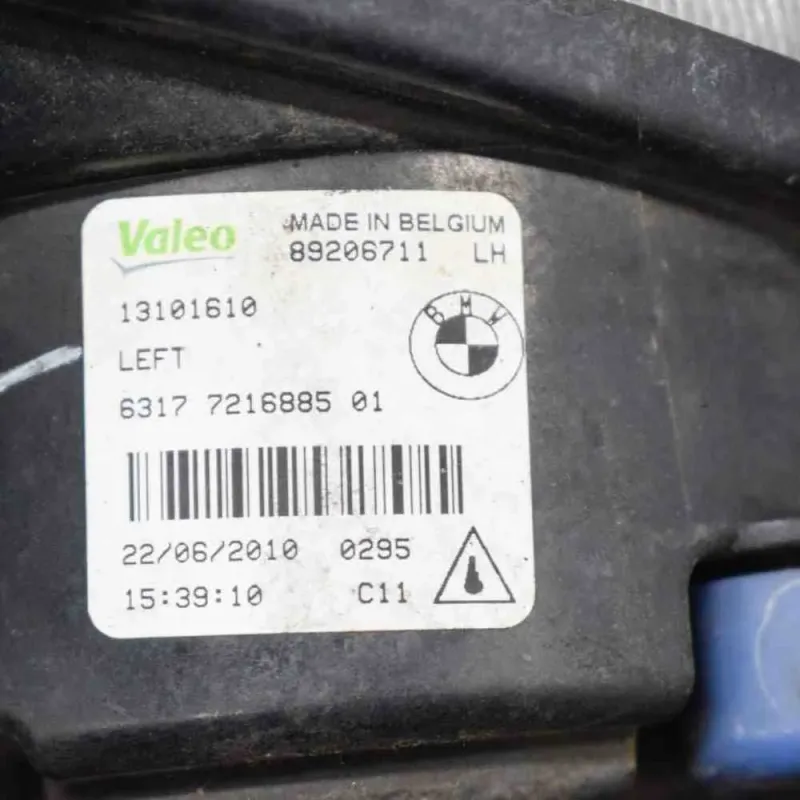 Valeo MADE IN BELGIUM
89206711 LH
13101610
BMW
LEFT
6317 7216885 01
22/06/2010 0295
15:39:10 C11